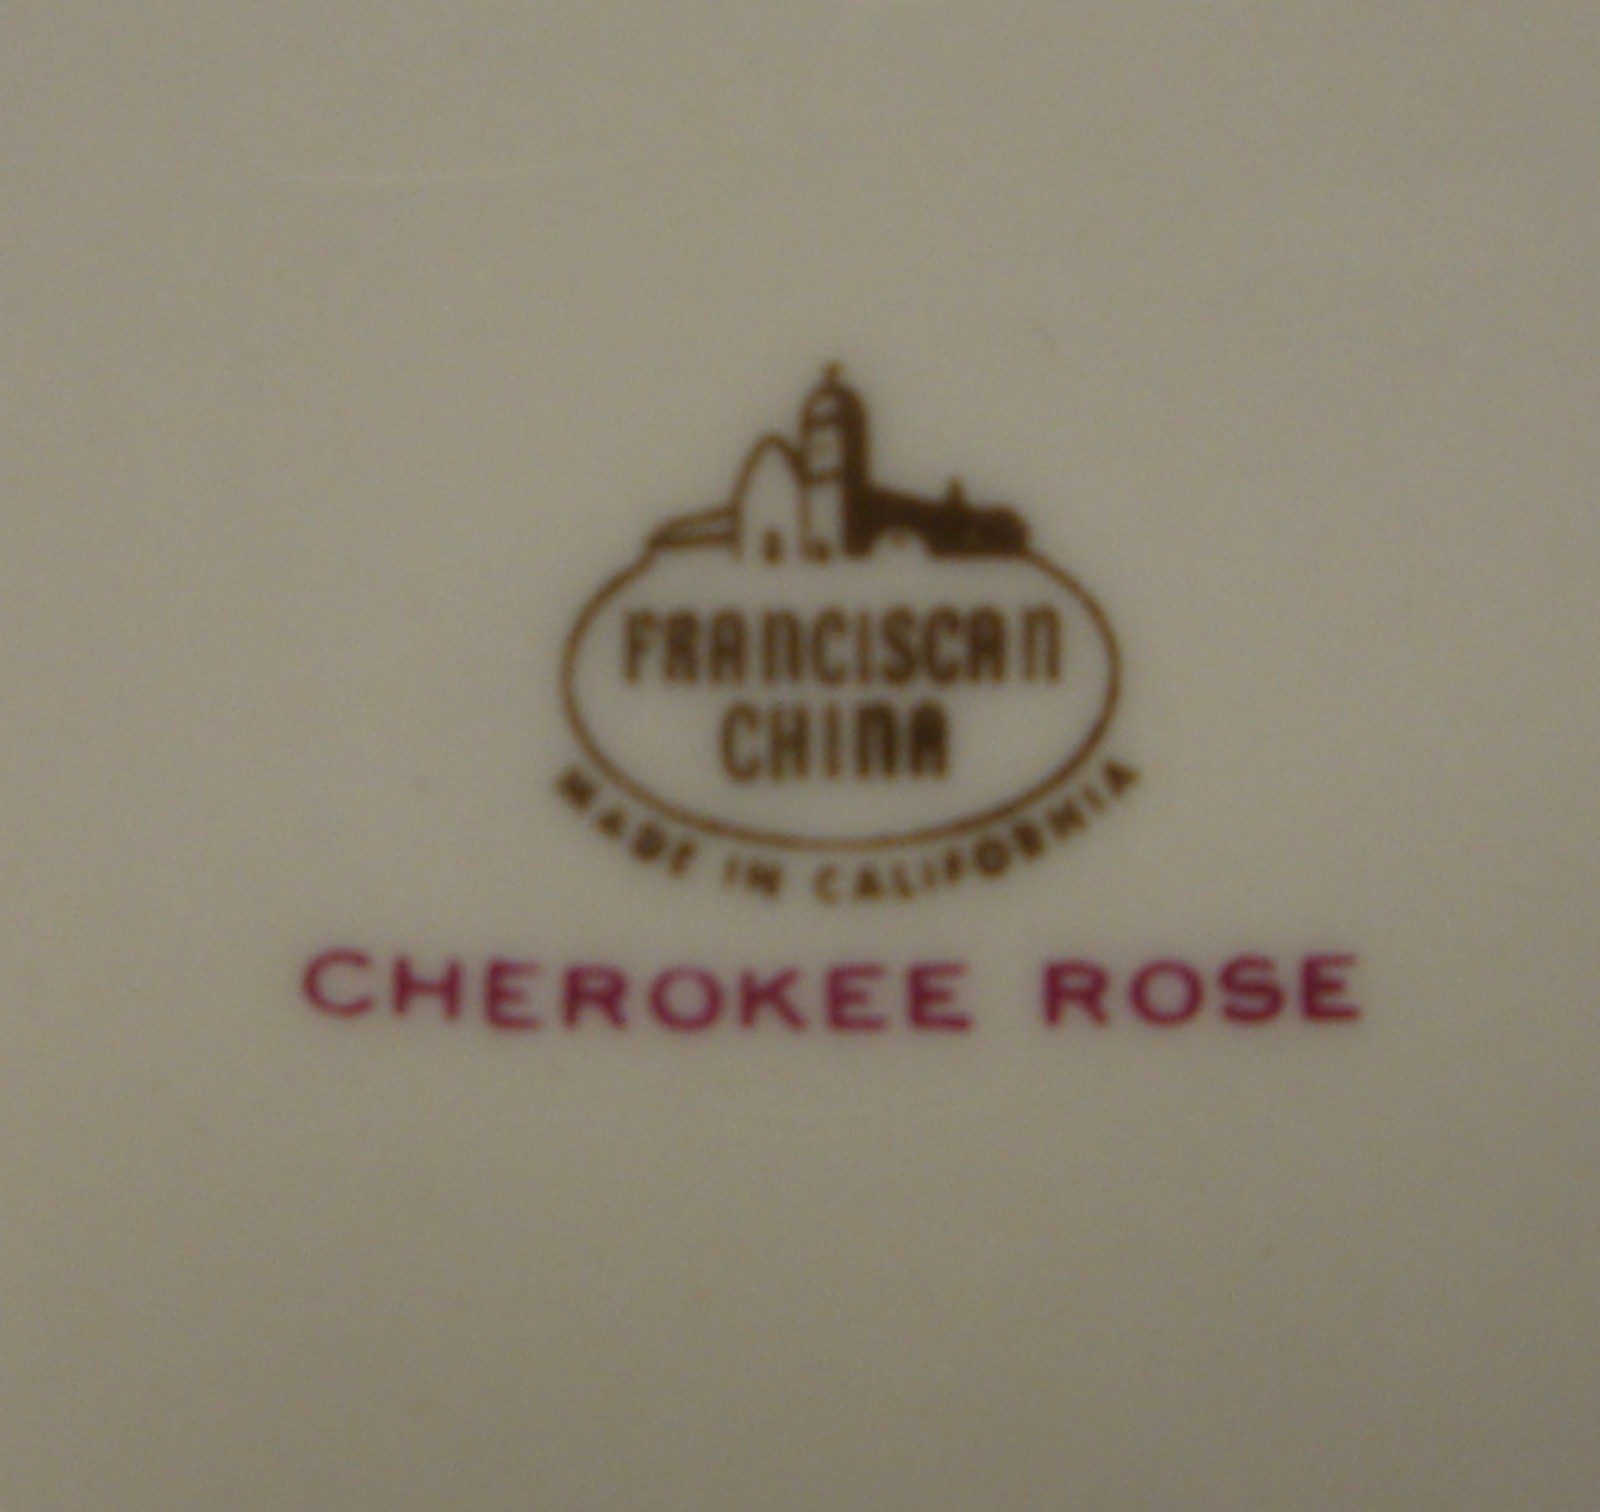 FRANCISCAN
CHINA
MADE IN CALIFORNIA
CHEROKEE ROSE